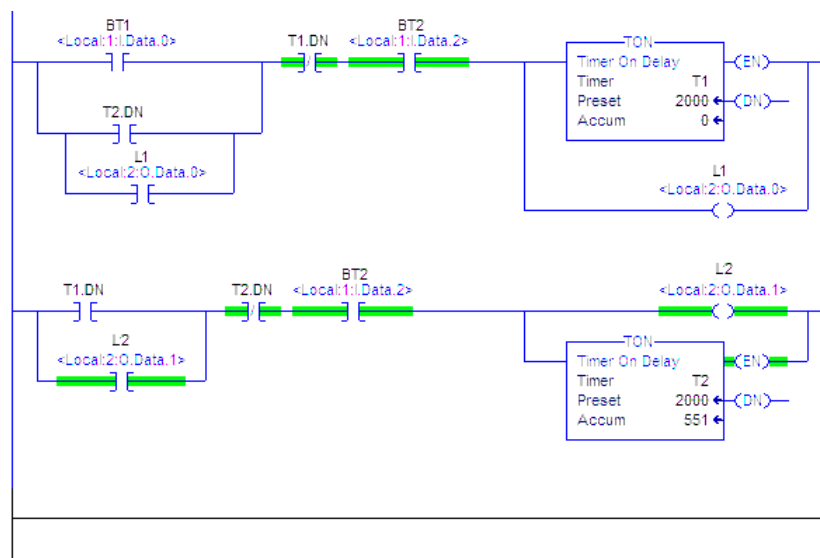 BT1
<Local:1:I.Data.0>
T1.DN
BT2
<Local:1:I.Data.2>
TON
Timer On Delay
EN
Timer T1
Preset 2000
DN
Accum 0
T2.DN
L1
<Local:2:O.Data.0>
L1
<Local:2:O.Data.0>
T1.DN
T2.DN
BT2
<Local:1:I.Data.2>
L2
<Local:2:O.Data.1>
L2
<Local:2:O.Data.1>
TON
Timer On Delay
EN
Timer T2
Preset 2000
DN
Accum 551